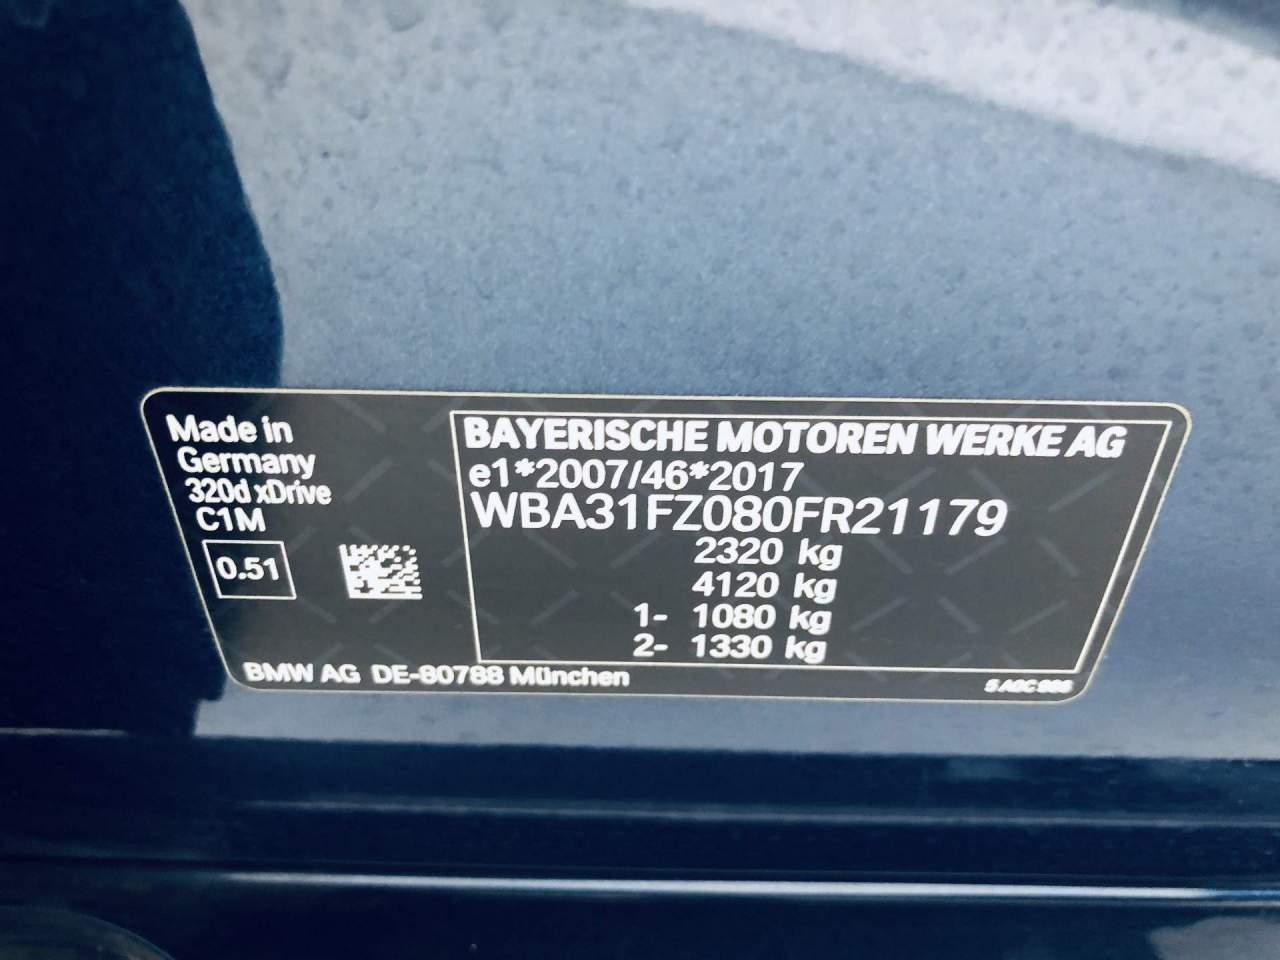 Made in
Germany
320d xDrive
C1M
0.51
BAYERISCHE MOTOREN WERKE AG
e1*2007/46*2017
WBA31FZ080FR21179
2320 kg
4120 kg
1- 1080 kg
2- 1330 kg
BMW AG DE-80788 München